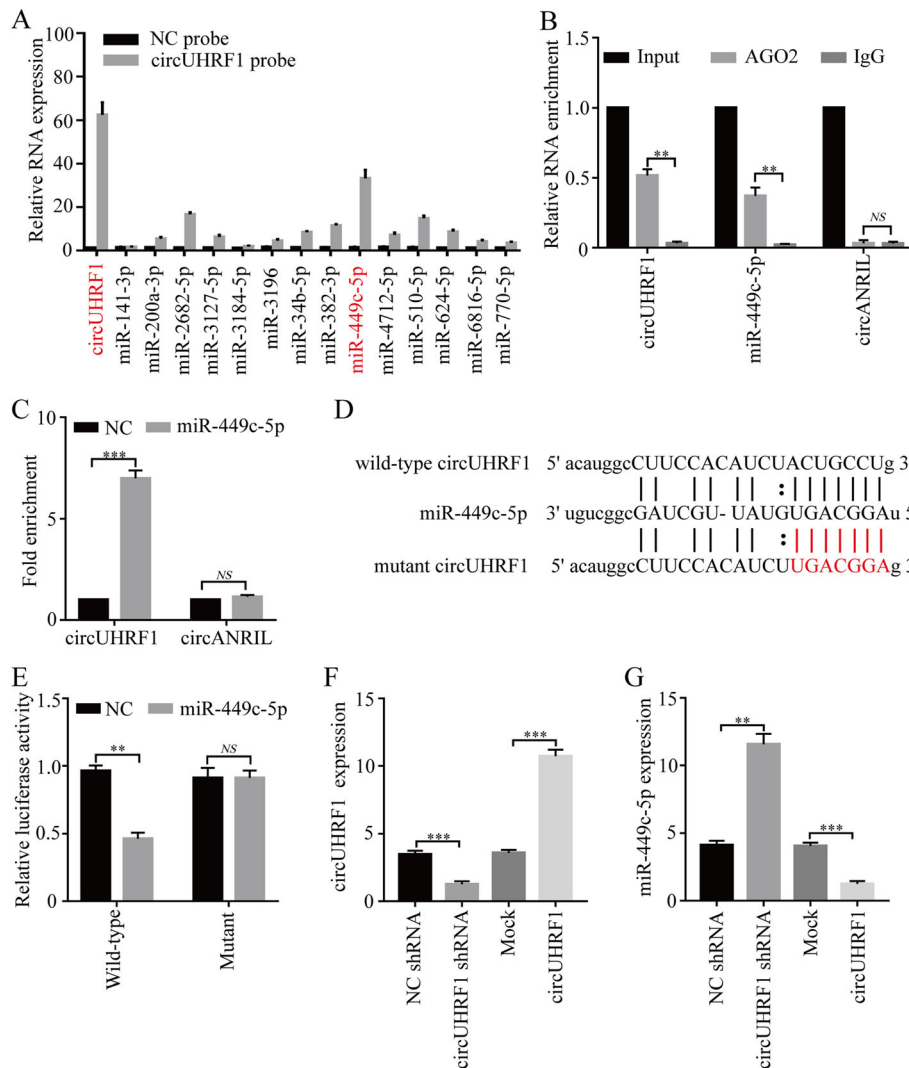 A
NC probe
circUHRF1 probe
Relative RNA expression
100
80
60
40
20
0
circUHRF1
miR-141-3p
miR-200a-3p
miR-2682-5p
miR-3127-5p
miR-3184-5p
miR-3196
miR-34b-5p
miR-382-3p
miR-449c-5p
miR-4712-5p
miR-510-5p
miR-624-5p
miR-6816-5p
miR-770-5p
B
Input AGO2 IgG
Relative RNA enrichment
1.5
1.0
0.5
0
**
**
NS
circUHRF1
miR-449c-5p
circANRIL
C
NC miR-449c-5p
Fold enrichment
10
5
0
***
NS
circUHRF1 circANRIL
D
wild-type circUHRF1 5' acauggcCUUCCACAUCUACUGCCUg 3
miR-449c-5p 3' ugucggcGAUCGU-UAUGUGACGGAu 5
mutant circUHRF1 5' acauggcCUUCCACAUCUUGACGGAg 3
E
NC miR-449c-5p
Relative luciferase activity
1.5
1.0
0.5
0
**
NS
Wild-type
Mutant
F
circUHRF1 expression
15
10
5
0
***
***
NC shRNA
circUHRF1 shRNA
Mock
circUHRF1
G
miR-449c-5p expression
15
10
5
0
**
***
NC shRNA
circUHRF1 shRNA
Mock
circUHRF1